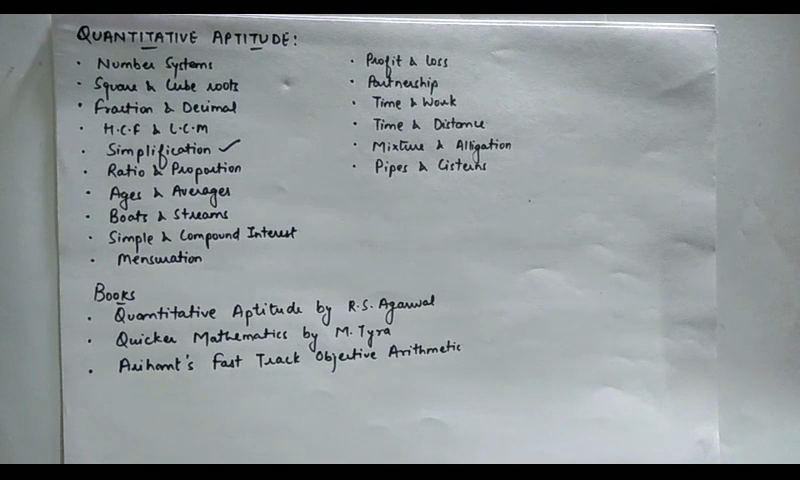 QUANTITATIVE APTITUDE:
· Number Systems
· Square & Cube roots
· Fraction & Decimal
· H.C.F & L.C.M
· Simplification ✓
· Ratio & Proportion
· Ages & Averages
· Boats & Streams
· Simple & Compound Interest
· Mensuration
· Profit & Loss
· Partnership
· Time & Work
· Time & Distance
· Mixture & Alligation
· Pipes & Cisterns
Books
· Quantitative Aptitude by R.S. Agarwal
· Quicker Mathematics by M. Tyra
· Arihant's Fast Track Objective Arithmetic